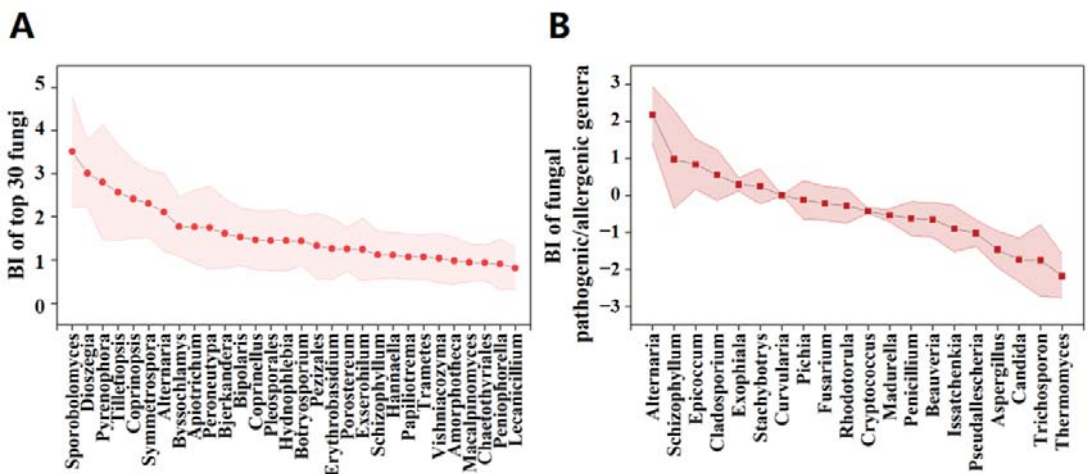 A
BI of top 30 fungi
5
4
3
2
1
0
Sporobolomyces
Dioszegia
Pyrenophora
Tilletiopsis
Coprinopsis
Symmetrospora
Alternaria
Byssochlamys
Apiotrichum
Peroneutypa
Bjerkandera
Bipolaris
Coprinellus
Pleosporales
Hydnophlebia
Botryosporium
Pezizales
Erythrobasidium
Porostereum
Exserohilum
Schizophyllum
Hannaella
Papliotrema
Trametes
Vishniacozyma
Amorphotheca
Macalpinomyces
Chaetothyriales
Peniophorella
Lecanicillium
B
BI of fungal
pathogenic/allergenic genera
3
2
1
0
−1
−2
−3
Alternaria
Schizophyllum
Epicoccum
Cladosporium
Exophiala
Stachybotrys
Curvularia
Pichia
Fusarium
Rhodotorula
Cryptococcus
Madurella
Penicillium
Beauveria
Issatchenkia
Pseudallescheria
Aspergillus
Candida
Trichosporon
Thermomyces